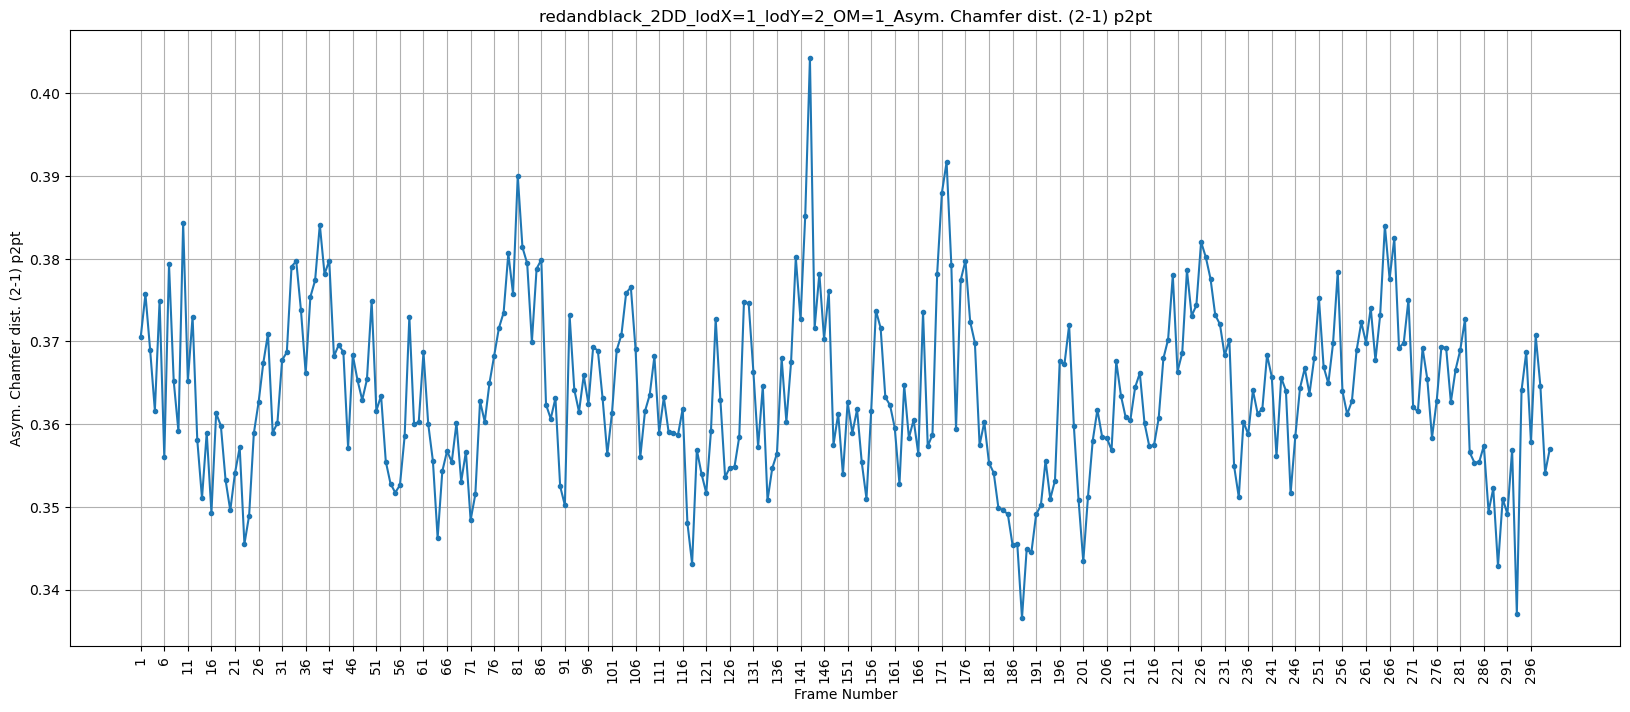 redandblack_2DD_lodX=1_lodY=2_OM=1_Asym. Chamfer dist. (2-1) p2pt
Asym. Chamfer dist. (2-1) p2pt
0.40
0.39
0.38
0.37
0.36
0.35
0.34
1 6 11 16 21 26 31 36 41 46 51 56 61 66 71 76 81 86 91 96 101 106 111 116 121 126 131 136 141 146 151 156 161 166 171 176 181 186 191 196 201 206 211 216 221 226 231 236 241 246 251 256 261 266 271 276 281 286 291 296
Frame Number